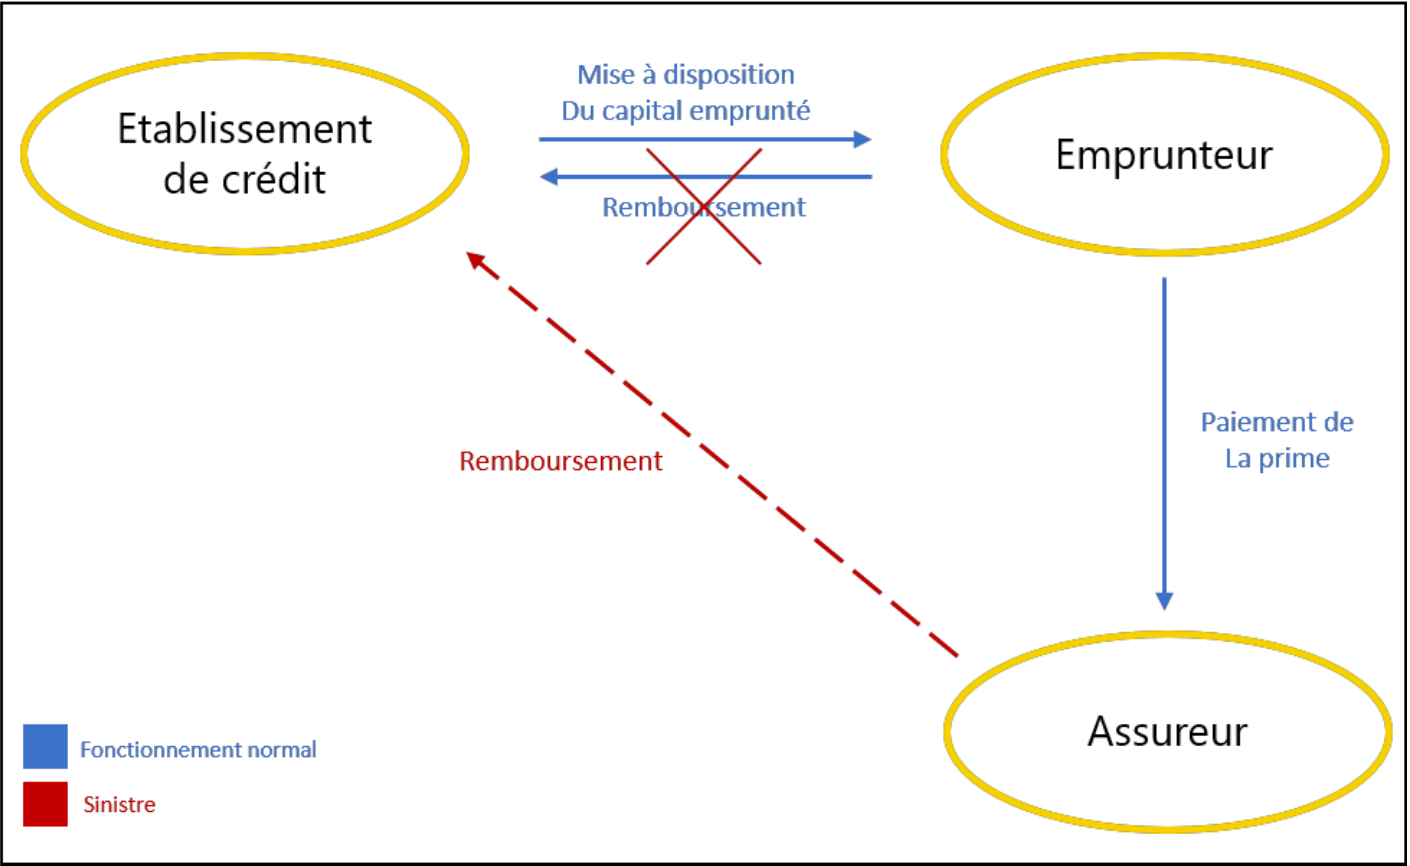 Mise à disposition
Du capital emprunté
Etablissement
de crédit
Emprunteur
Remboursement
Paiement de
La prime
Remboursement
Assureur
Fonctionnement normal
Sinistre